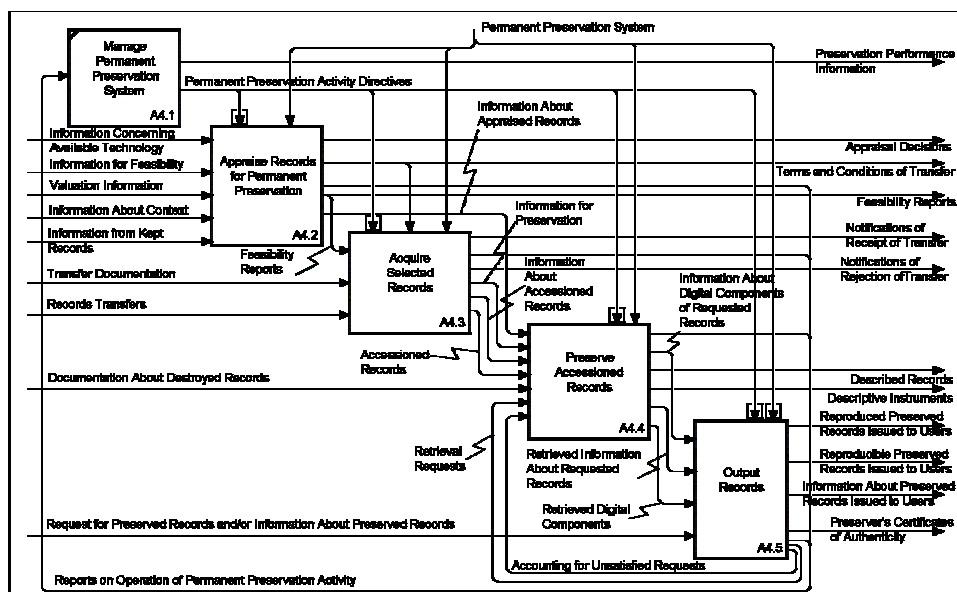 Permanent Preservation System
Manage
Permanent
Preservation
System
A4.1
Preservation Performance
Information
Permanent Preservation Activity Directives
Information About
Appraised Records
Information Concerning
Available Technology
Information for Feasibility
Valuation Information
Information About Context
Information from Kept
Records
Appraise Records
for Permanent
Preservation
A4.2
Appraisal Decisions
Terms and Conditions of Transfer
Feasibility Reports
Information for
Preservation
Notifications of
Receipt of Transfer
Notifications of
Rejection ofTransfer
Feasibility
Reports
Acquire
Selected
Records
A4.3
Information
About
Accessioned
Records
Information About
Digital Components
of Requested
Records
Transfer Documentation
Records Transfers
Accessioned
Records
Preserve
Accessioned
Records
A4.4
Documentation About Destroyed Records
Described Records
Descriptive Instruments
Reproduced Preserved
Records Issued to Users
Reproducible Preserved
Records Issued to Users
Information About Preserved
Records Issued to Users
Preserver's Certificates
of Authenticity
Retrieval
Requests
Retrieved Information
About Requested
Records
Retrieved Digital
Components
Output
Records
A4.5
Request for Preserved Records and/or Information About Preserved Records
Accounting for Unsatisfied Requests
Reports on Operation of Permanent Preservation Activity